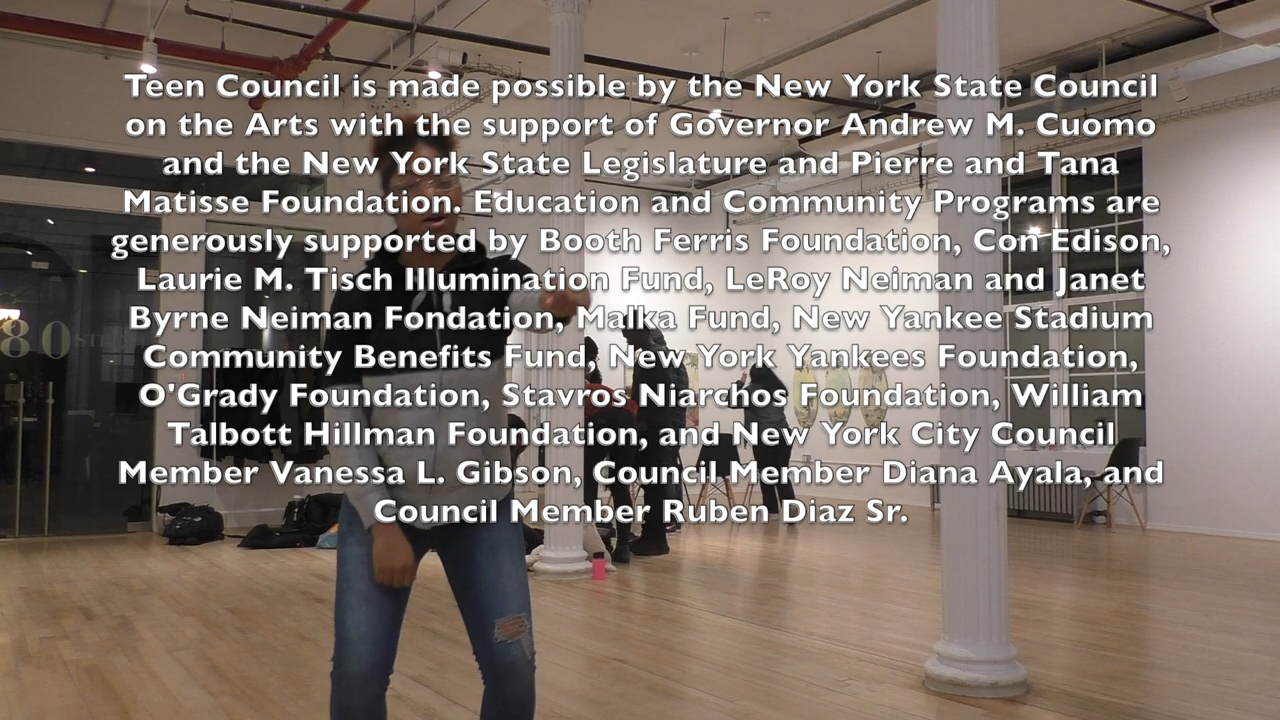 Teen Council is made possible by the New York State Council
on the Arts with the support of Governor Andrew M. Cuomo
and the New York State Legislature and Pierre and Tana
Matisse Foundation. Education and Community Programs are
generously supported by Booth Ferris Foundation, Con Edison,
Laurie M. Tisch Illumination Fund, LeRoy Neiman and Janet
Byrne Neiman Fondation, Malka Fund, New Yankee Stadium
Community Benefits Fund, New York Yankees Foundation,
O'Grady Foundation, Stavros Niarchos Foundation, William
Talbott Hillman Foundation, and New York City Council
Member Vanessa L. Gibson, Council Member Diana Ayala, and
Council Member Ruben Diaz Sr.
80